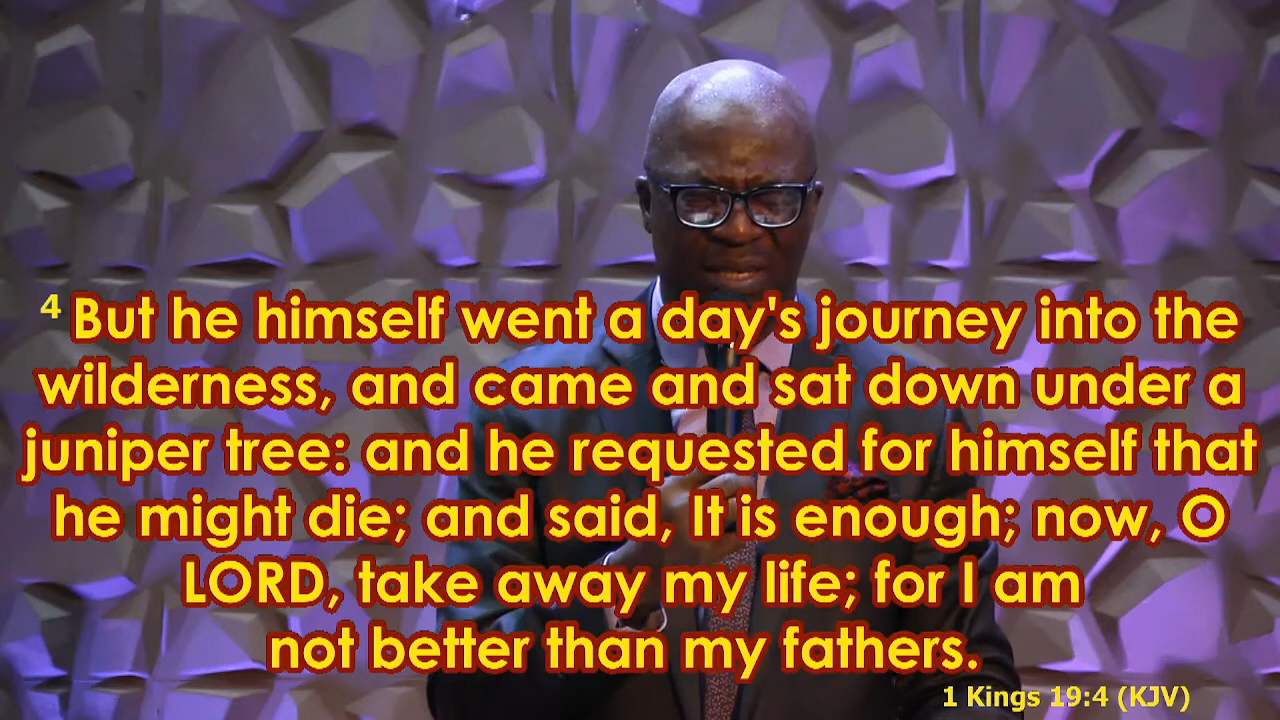 4 But he himself went a day's journey into the
wilderness, and came and sat down under a
juniper tree: and he requested for himself that
he might die; and said, It is enough; now, O
LORD, take away my life; for I am
not better than my fathers.
1 Kings 19:4 (KJV)